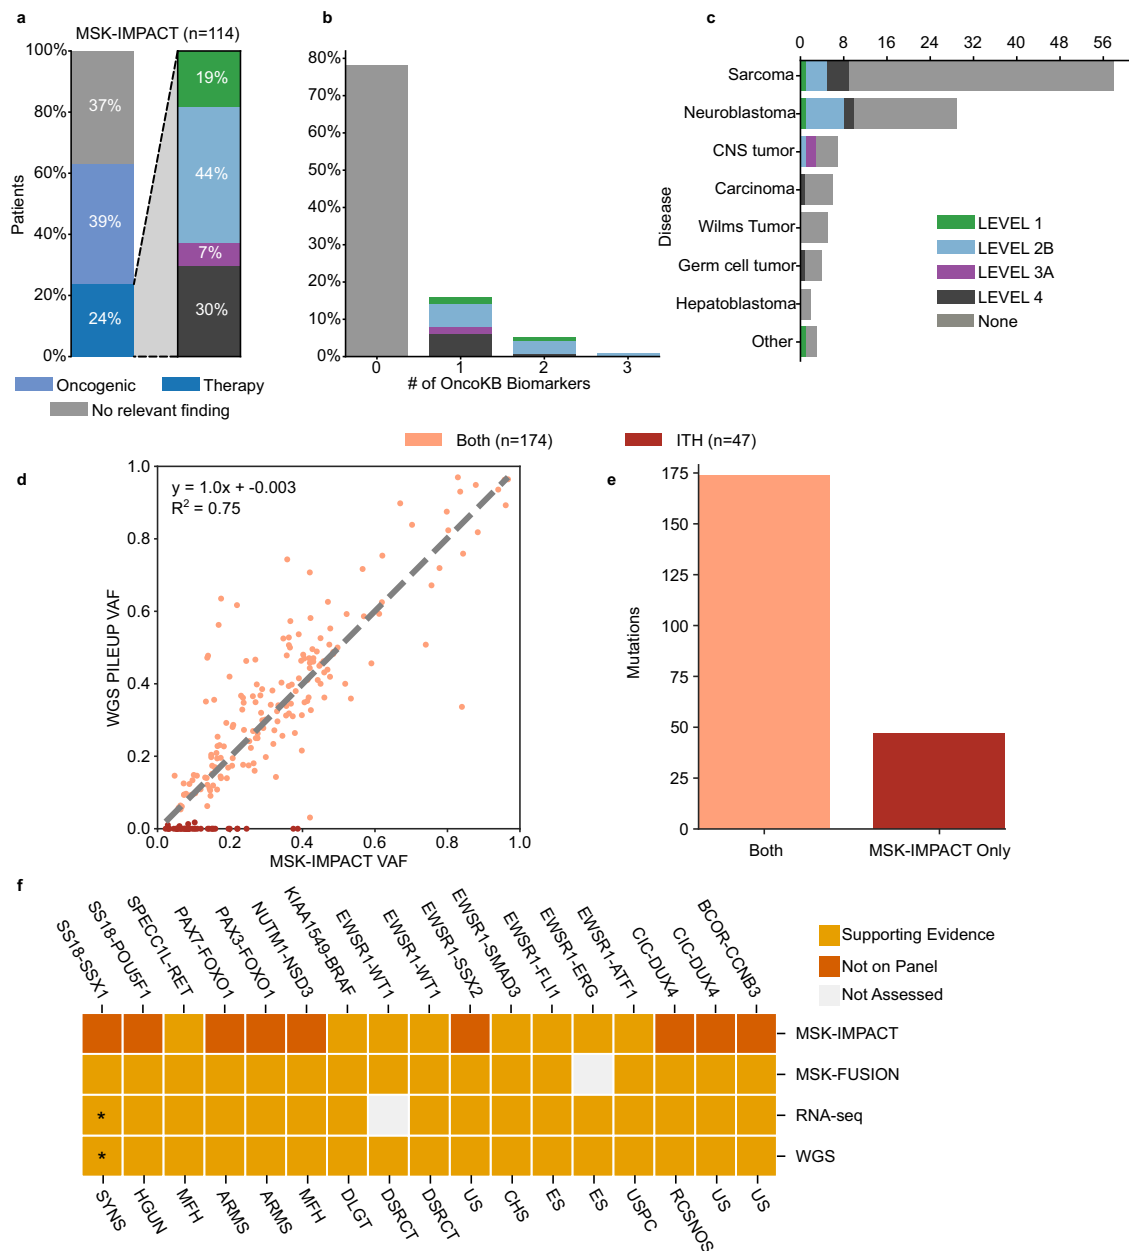 a
MSK-IMPACT (n=114)
100%
80%
60%
40%
20%
0%
Patients
37%
39%
24%
19%
44%
7%
30%
Oncogenic
Therapy
No relevant finding
b
80%
70%
60%
50%
40%
30%
20%
10%
0%
0 1 2 3
# of OncoKB Biomarkers
c
0 8 16 24 32 40 48 56
Sarcoma
Neuroblastoma
CNS tumor
Carcinoma
Wilms Tumor
Germ cell tumor
Hepatoblastoma
Other
Disease
LEVEL 1
LEVEL 2B
LEVEL 3A
LEVEL 4
None
Both (n=174)
ITH (n=47)
d
y = 1.0x + -0.003
R² = 0.75
1.0
0.8
0.6
0.4
0.2
0.0
WGS PILEUP VAF
0.0 0.2 0.4 0.6 0.8 1.0
MSK-IMPACT VAF
e
175
150
125
100
75
50
25
0
Mutations
Both
MSK-IMPACT Only
f
SS18-SSX1
SS18-POU5F1
SPECC1L-RET
PAX7-FOXO1
PAX3-FOXO1
NUTM1-NSD3
KIAA1549-BRAF
EWSR1-WT1
EWSR1-WT1
EWSR1-SSX2
EWSR1-SMAD3
EWSR1-FLI1
EWSR1-ERG
EWSR1-ATF1
CIC-DUX4
CIC-DUX4
BCOR-CCNB3
Supporting Evidence
Not on Panel
Not Assessed
MSK-IMPACT
MSK-FUSION
* RNA-seq
* WGS
SYNS
HGUN
MFH
ARMS
ARMS
MFH
DLGT
DSRCT
DSRCT
US
CHS
ES
ES
USPC
RCSNOS
US
US